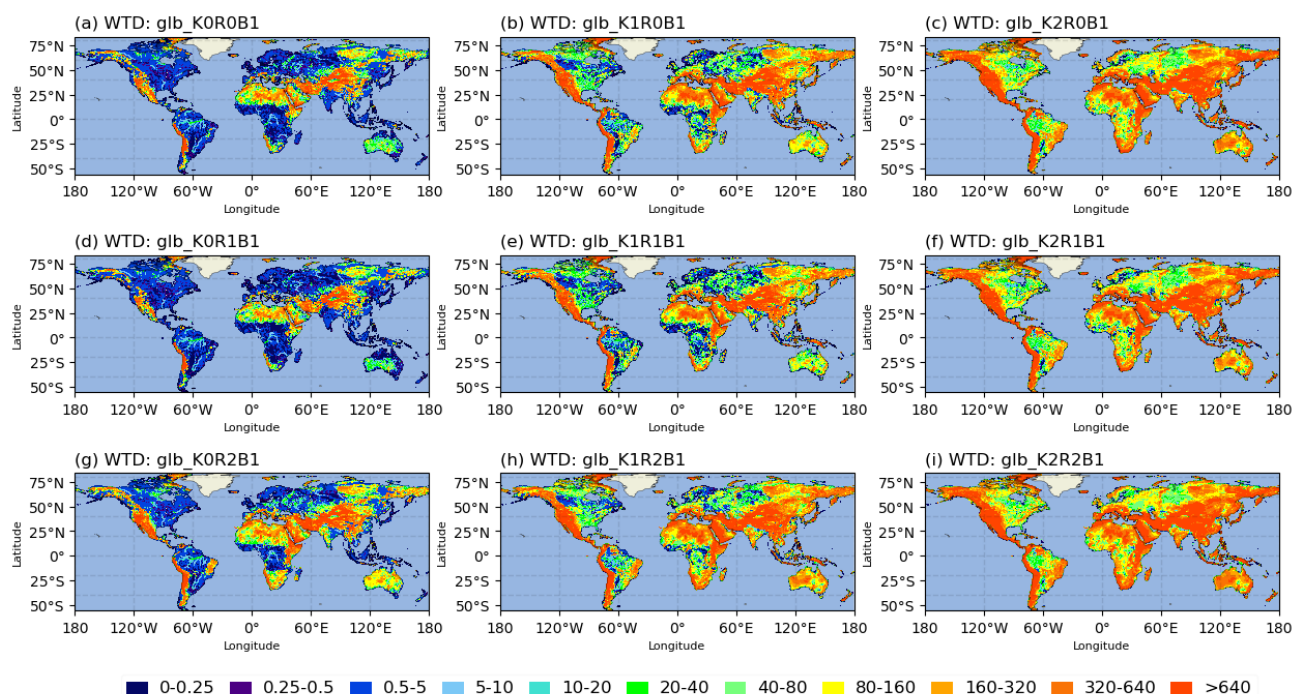 (a) WTD: glb_K0R0B1 (b) WTD: glb_K1R0B1 (c) WTD: glb_K2R0B1
75°N 75°N 75°N
50°N 50°N 50°N
25°N 25°N 25°N
0° 0° 0°
25°S 25°S 25°S
50°S 50°S 50°S
Latitude Latitude Latitude
180 120°W 60°W 0° 60°E 120°E 180 180 120°W 60°W 0° 60°E 120°E 180 180 120°W 60°W 0° 60°E 120°E 180
Longitude Longitude Longitude
(d) WTD: glb_K0R1B1 (e) WTD: glb_K1R1B1 (f) WTD: glb_K2R1B1
75°N 75°N 75°N
50°N 50°N 50°N
25°N 25°N 25°N
0° 0° 0°
25°S 25°S 25°S
50°S 50°S 50°S
Latitude Latitude Latitude
180 120°W 60°W 0° 60°E 120°E 180 180 120°W 60°W 0° 60°E 120°E 180 180 120°W 60°W 0° 60°E 120°E 180
Longitude Longitude Longitude
(g) WTD: glb_K0R2B1 (h) WTD: glb_K1R2B1 (i) WTD: glb_K2R2B1
75°N 75°N 75°N
50°N 50°N 50°N
25°N 25°N 25°N
0° 0° 0°
25°S 25°S 25°S
50°S 50°S 50°S
Latitude Latitude Latitude
180 120°W 60°W 0° 60°E 120°E 180 180 120°W 60°W 0° 60°E 120°E 180 180 120°W 60°W 0° 60°E 120°E 180
Longitude Longitude Longitude
0-0.25 0.25-0.5 0.5-5 5-10 10-20 20-40 40-80 80-160 160-320 320-640 >640